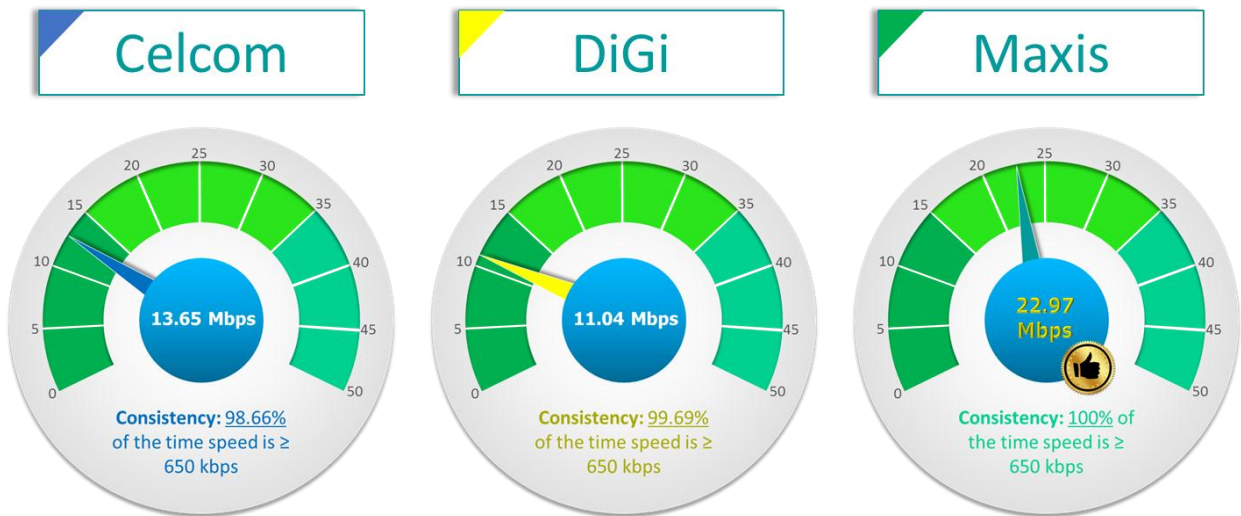 Celcom
0
5
10
15
20
25
30
35
40
45
50
13.65 Mbps
Consistency: 98.66%
of the time speed is ≥
650 kbps
DiGi
0
5
10
15
20
25
30
35
40
45
50
11.04 Mbps
Consistency: 99.69%
of the time speed is ≥
650 kbps
Maxis
0
5
10
15
20
25
30
35
40
45
50
22.97
Mbps
Consistency: 100% of
the time speed is ≥
650 kbps